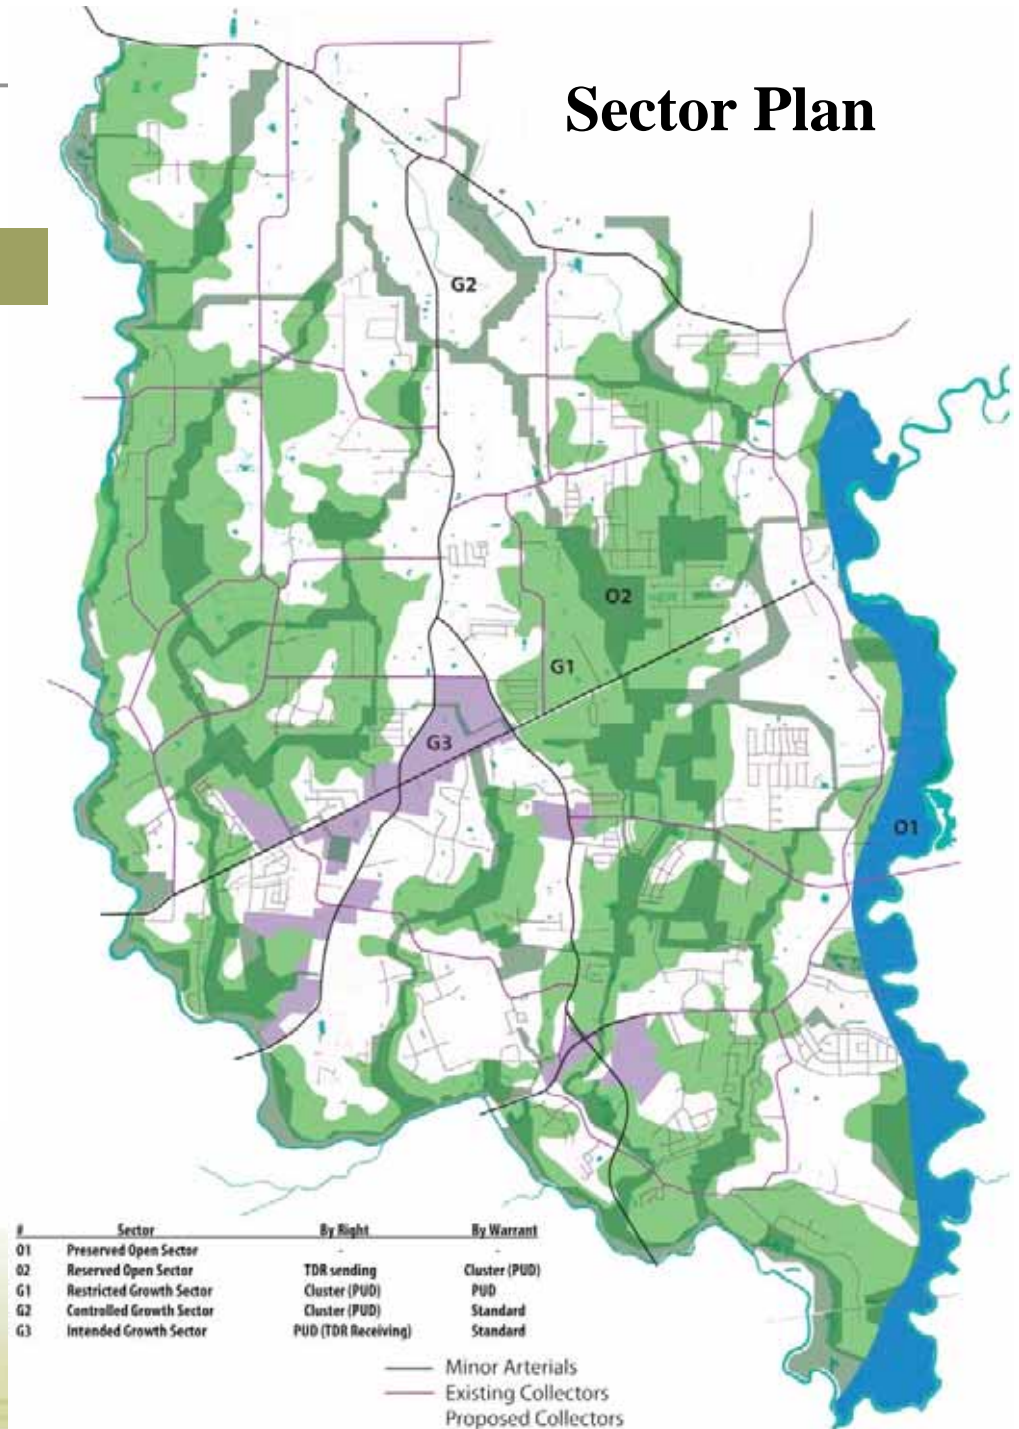 Sector Plan
G2
O2
G1
G3
O1
# Sector By Right By Warrant
01 Preserved Open Sector - -
02 Reserved Open Sector TDR sending Cluster (PUD)
G1 Restricted Growth Sector Cluster (PUD) PUD
G2 Controlled Growth Sector Cluster (PUD) Standard
G3 Intended Growth Sector PUD (TDR Receiving) Standard
Minor Arterials
Existing Collectors
Proposed Collectors